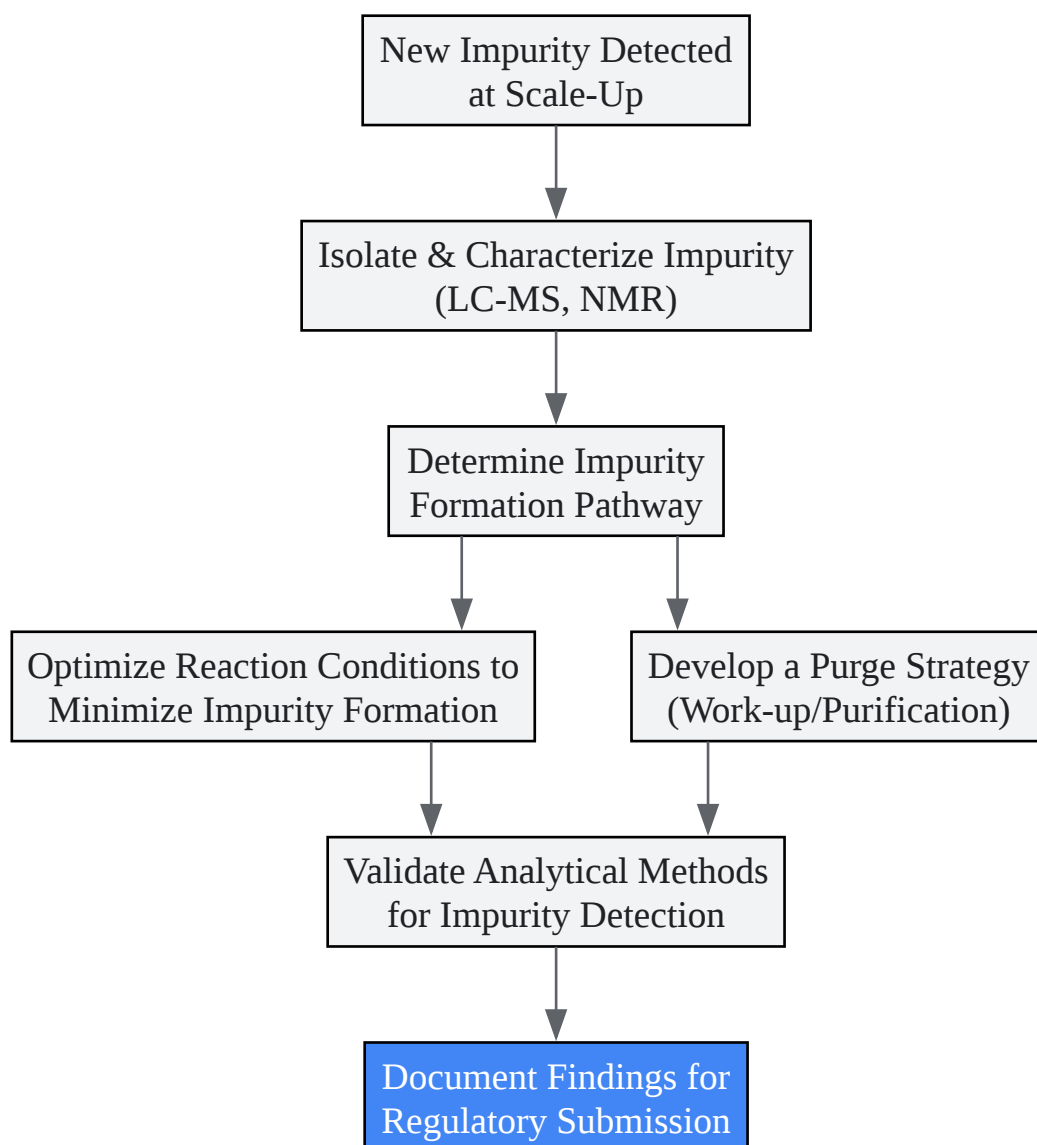 New Impurity Detected
at Scale-Up
Isolate & Characterize Impurity
(LC-MS, NMR)
Determine Impurity
Formation Pathway
Optimize Reaction Conditions to
Minimize Impurity Formation
Develop a Purge Strategy
(Work-up/Purification)
Validate Analytical Methods
for Impurity Detection
Document Findings for
Regulatory Submission